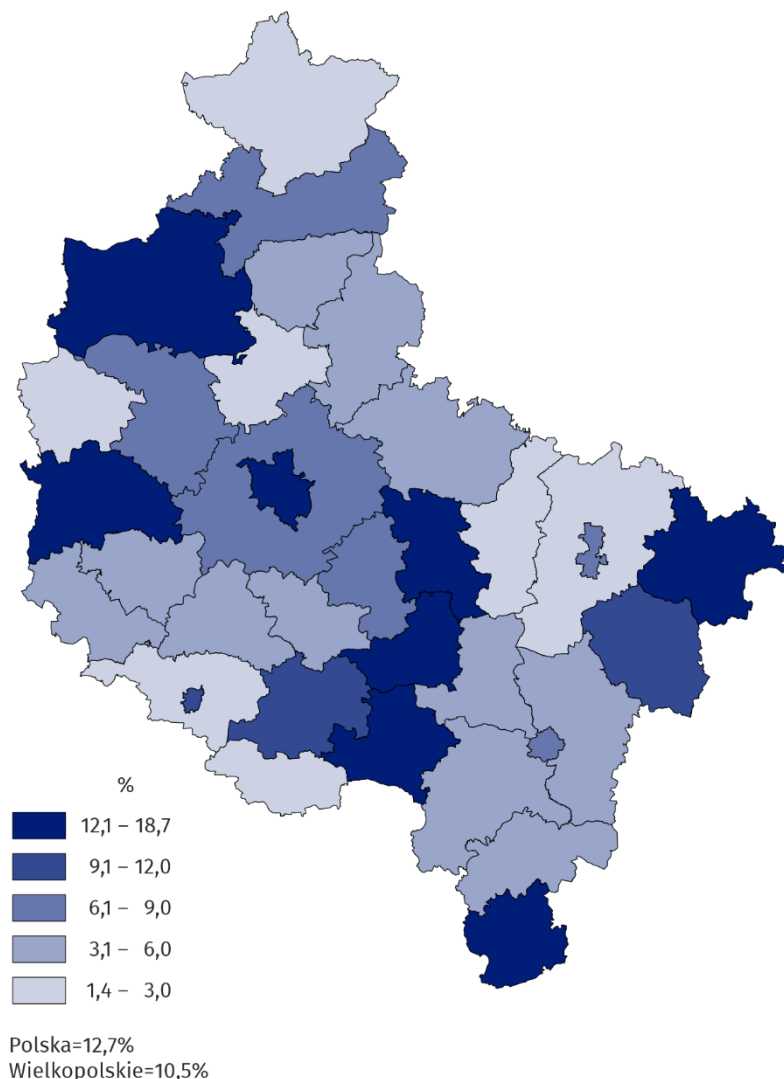 %
12,1 – 18,7
9,1 – 12,0
6,1 – 9,0
3,1 – 6,0
1,4 – 3,0
Polska=12,7%
Wielkopolskie=10,5%